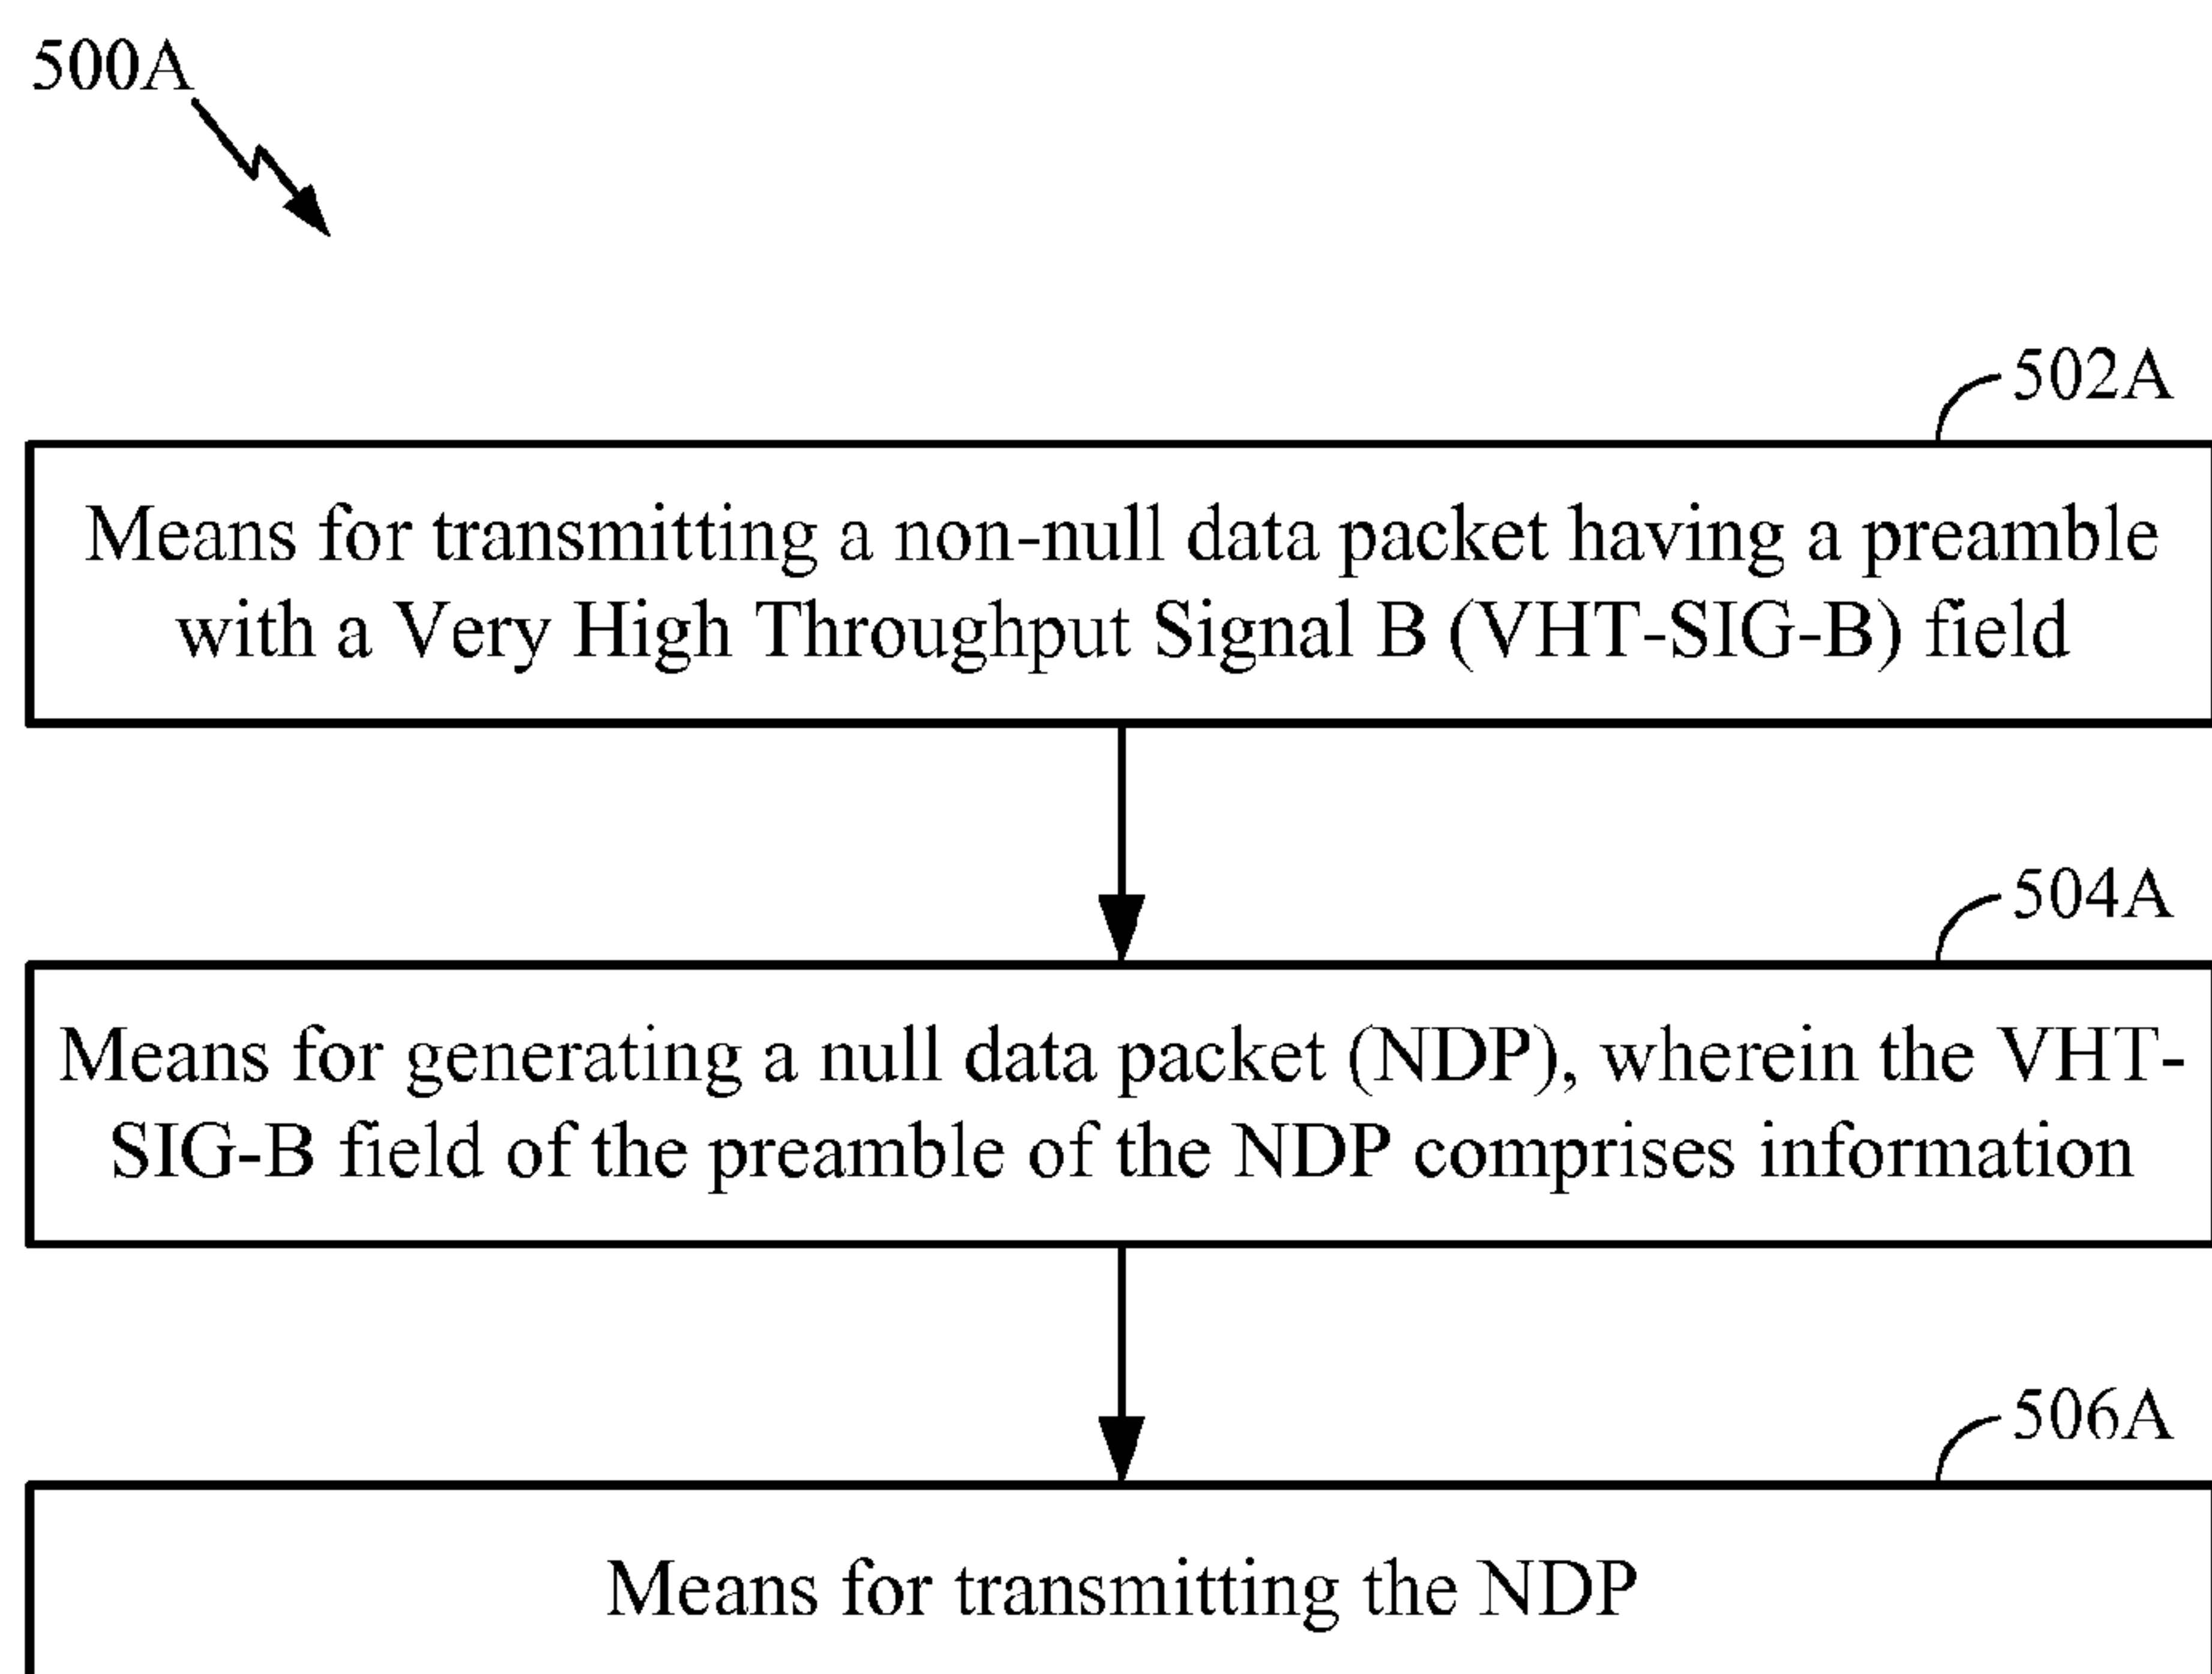 500A
502A
Means for transmitting a non-null data packet having a preamble
with a Very High Throughput Signal B (VHT-SIG-B) field
504A
Means for generating a null data packet (NDP), wherein the VHT-
SIG-B field of the preamble of the NDP comprises information
506A
Means for transmitting the NDP